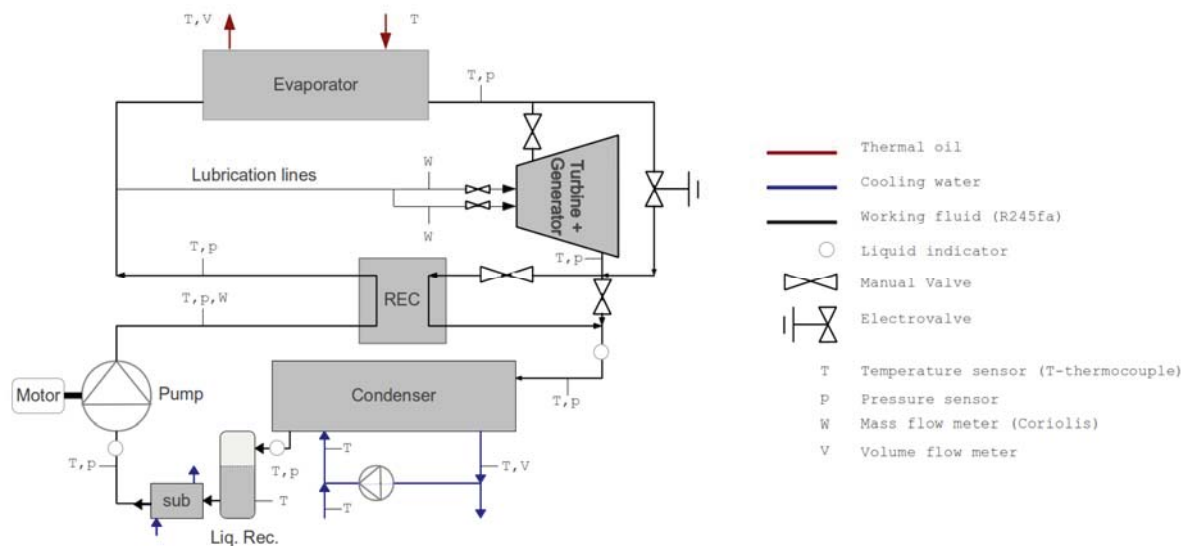 T,V
T
Evaporator
T,p
Lubrication lines
W
W
Turbine +
Generator
T,p
T,p
T,p,W
REC
Motor
Pump
Condenser
T,p
T,p
T,p
T
T
T,V
T
sub
Liq. Rec.
Thermal oil
Cooling water
Working fluid (R245fa)
Liquid indicator
Manual Valve
Electrovalve
T Temperature sensor (T-thermocouple)
p Pressure sensor
W Mass flow meter (Coriolis)
V Volume flow meter